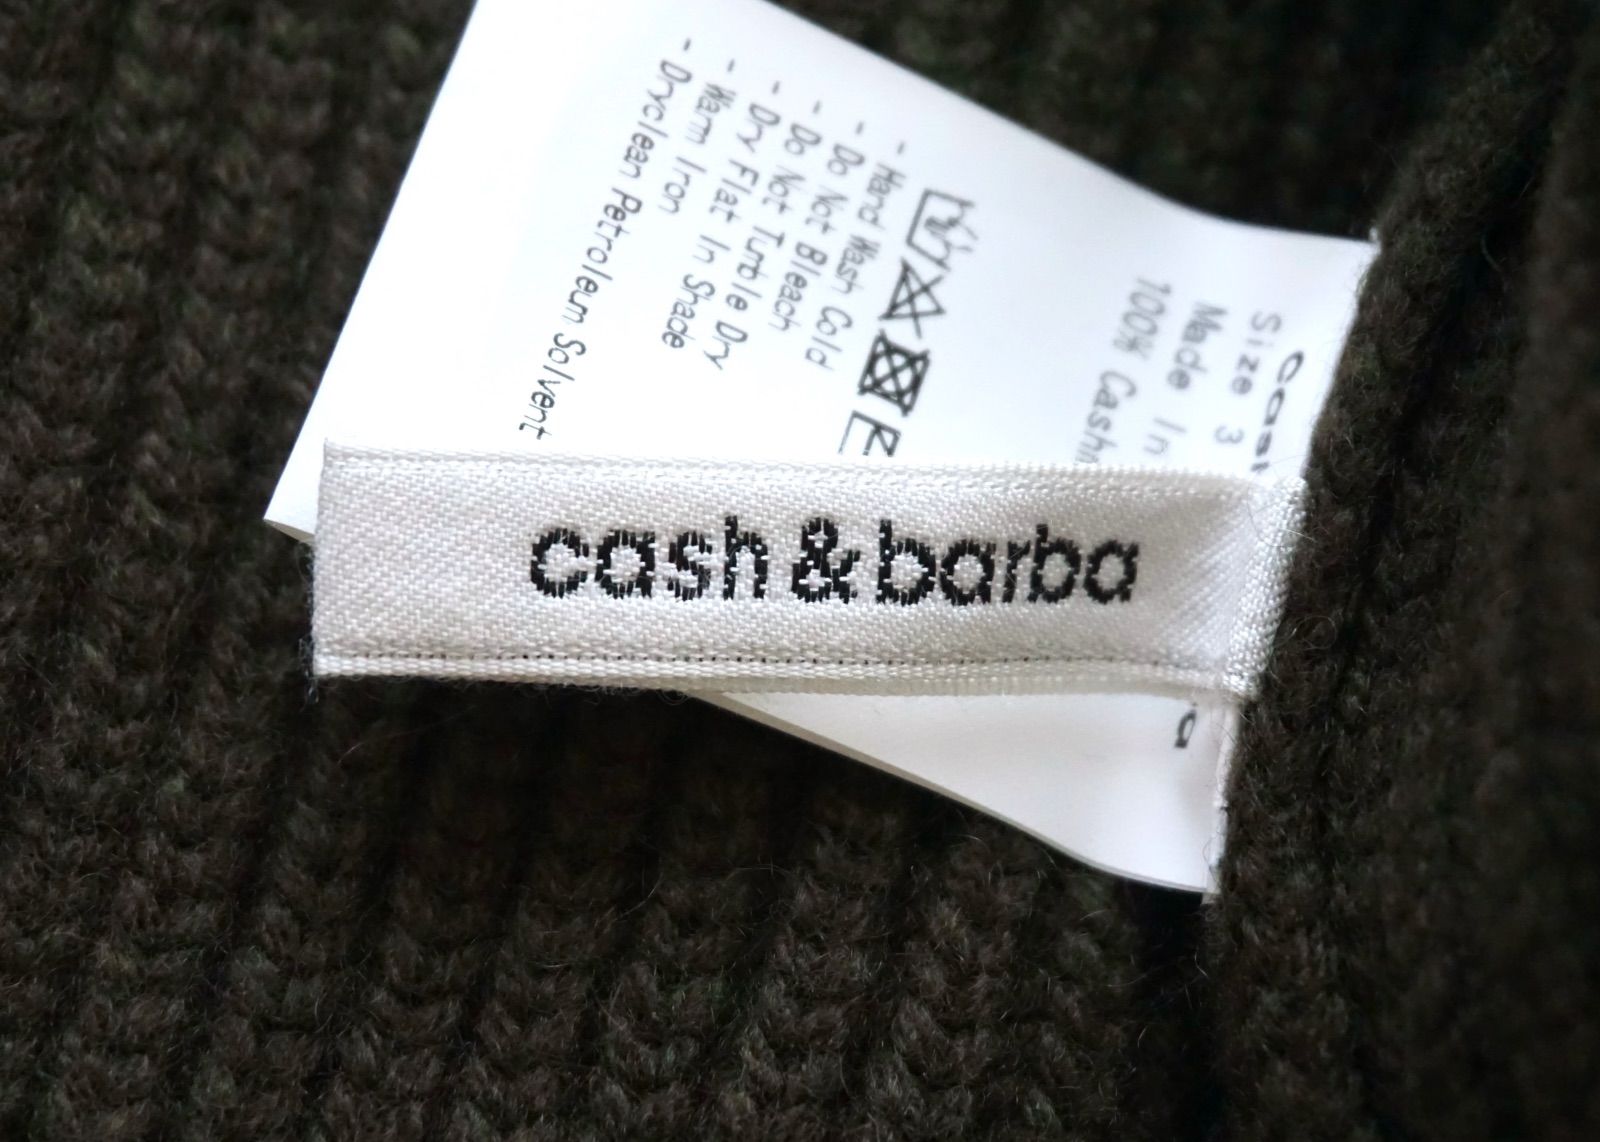 cash & barba
Size 3
Made In
100%
- Hand Wash Cold
- Do Not Bleach
- Do Not Tumble Dry
- Dry Flat In Shade
- Warm Iron
- Dryclean Petroleum Solvent